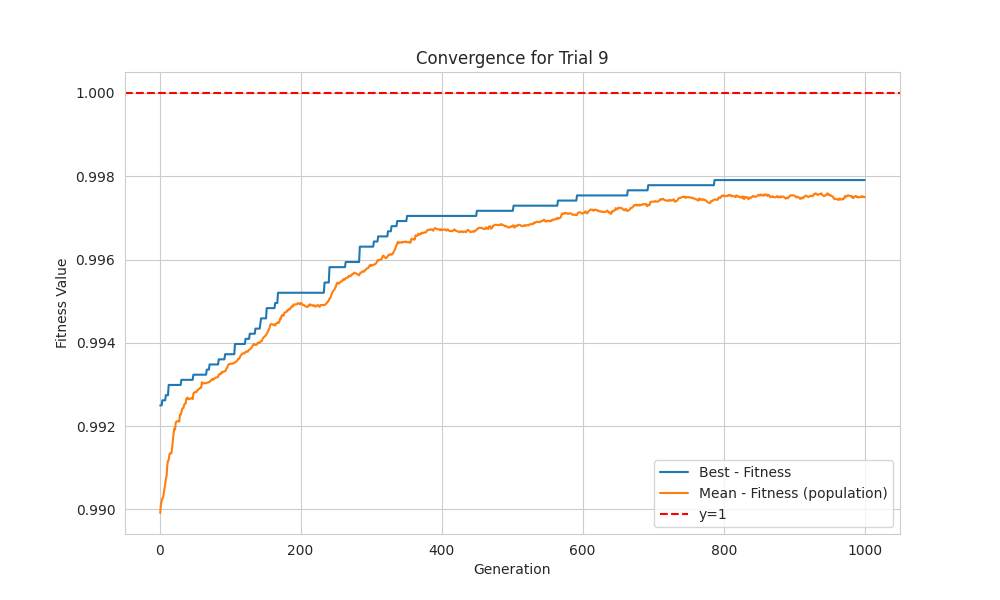 Convergence for Trial 9
Fitness Value
1.000
0.998
0.996
0.994
0.992
0.990
0
200
400
600
800
1000
Generation
Best - Fitness
Mean - Fitness (population)
y=1